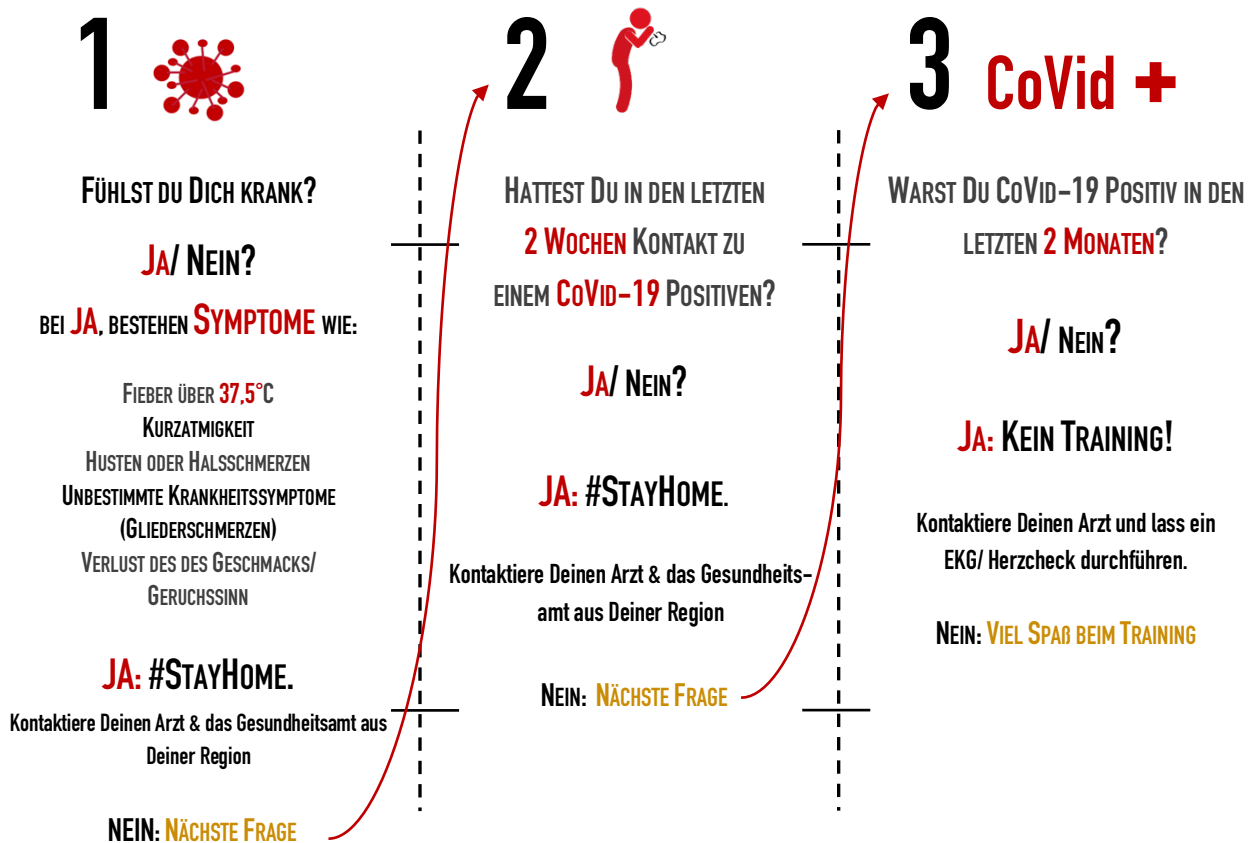 1
FÜHLST DU DICH KRANK?
JA/ NEIN?
BEI JA, BESTEHEN SYMPTOME WIE:
FIEBER ÜBER 37,5°C
KURZATMIGKEIT
HUSTEN ODER HALSSCHMERZEN
UNBESTIMMTE KRANKHEITSSYMPTOME
(GLIEDERSCHMERZEN)
VERLUST DES DES GESCHMACKS/
GERUCHSSINN
JA: #STAYHOME.
Kontaktiere Deinen Arzt & das Gesundheitsamt aus
Deiner Region
NEIN: NÄCHSTE FRAGE
2
HATTEST DU IN DEN LETZTEN
2 WOCHEN KONTAKT ZU
EINEM COVID-19 POSITIVEN?
JA/ NEIN?
JA: #STAYHOME.
Kontaktiere Deinen Arzt & das Gesundheits-
amt aus Deiner Region
NEIN: NÄCHSTE FRAGE
3 CoVid +
WARST DU COVID-19 POSITIV IN DEN
LETZTEN 2 MONATEN?
JA/ NEIN?
JA: KEIN TRAINING!
Kontaktiere Deinen Arzt und lass ein
EKG/ Herzcheck durchführen.
NEIN: VIEL SPAß BEIM TRAINING